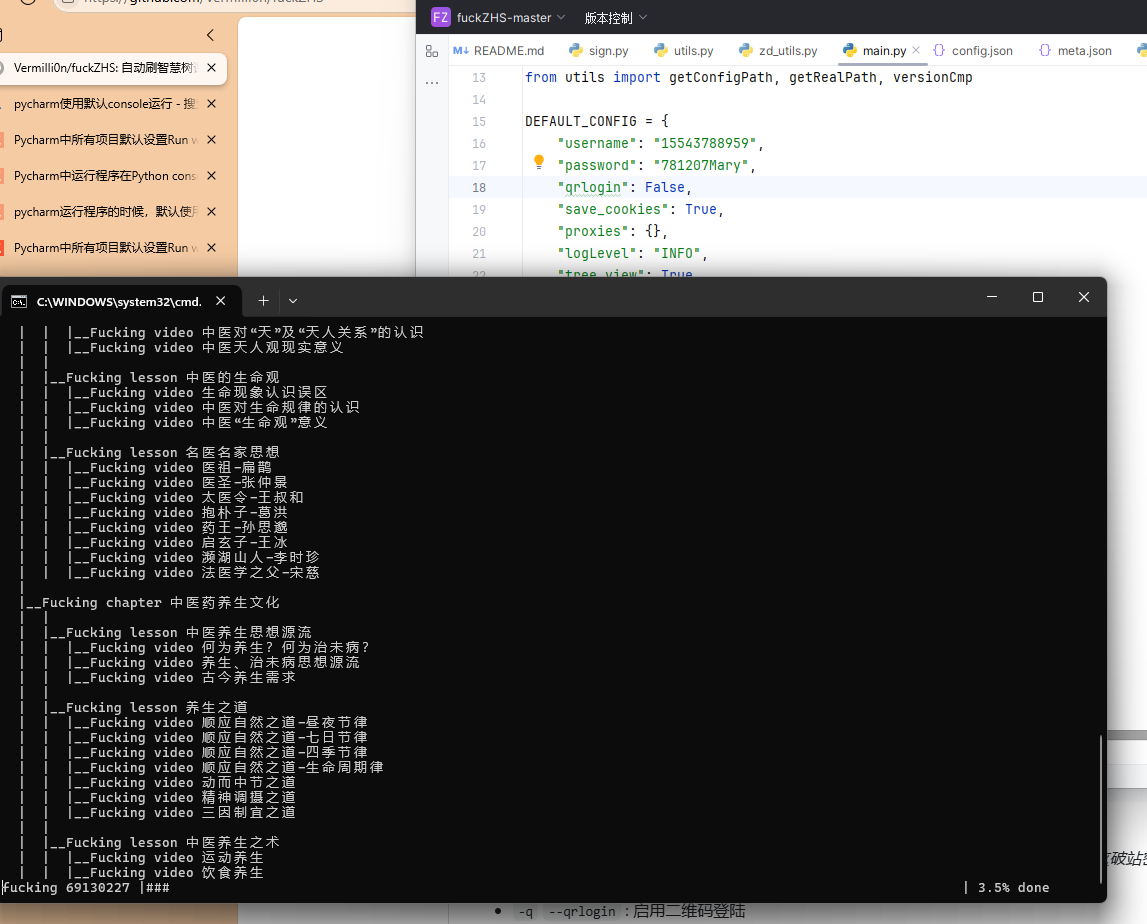 https://github.com/Vermilli0n/fuckZHS
Vermilli0n/fuckZHS: 自动刷智慧树
pycharm使用默认console运行 - 搜
Pycharm中所有项目默认设置Run w
Pycharm中运行程序在Python cons
pycharm运行程序的时候，默认使用
Pycharm中所有项目默认设置Run w
FZ fuckZHS-master 版本控制
M↓ README.md sign.py utils.py zd_utils.py main.py {} config.json {} meta.json
13 from utils import getConfigPath, getRealPath, versionCmp
14
15 DEFAULT_CONFIG = {
16 "username": "15543788959",
17 "password": "781207Mary",
18 "qrlogin": False,
19 "save_cookies": True,
20 "proxies": {},
21 "logLevel": "INFO",
22 "tree_view": True
C:\WINDOWS\system32\cmd.
| | |__Fucking video 中医对“天”及“天人关系”的认识
| | |__Fucking video 中医天人观现实意义
| |
| |__Fucking lesson 中医的生命观
| | |__Fucking video 生命现象认识误区
| | |__Fucking video 中医对生命规律的认识
| | |__Fucking video 中医“生命观”意义
| |
| |__Fucking lesson 名医名家思想
| | |__Fucking video 医祖-扁鹊
| | |__Fucking video 医圣-张仲景
| | |__Fucking video 太医令-王叔和
| | |__Fucking video 抱朴子-葛洪
| | |__Fucking video 药王-孙思邈
| | |__Fucking video 启玄子-王冰
| | |__Fucking video 濒湖山人-李时珍
| | |__Fucking video 法医学之父-宋慈
|
|__Fucking chapter 中医药养生文化
| |
| |__Fucking lesson 中医养生思想源流
| | |__Fucking video 何为养生？何为治未病？
| | |__Fucking video 养生、治未病思想源流
| | |__Fucking video 古今养生需求
| |
| |__Fucking lesson 养生之道
| | |__Fucking video 顺应自然之道-昼夜节律
| | |__Fucking video 顺应自然之道-七日节律
| | |__Fucking video 顺应自然之道-四季节律
| | |__Fucking video 顺应自然之道-生命周期律
| | |__Fucking video 动而中节之道
| | |__Fucking video 精神调摄之道
| | |__Fucking video 三因制宜之道
| |
| |__Fucking lesson 中医养生之术
| | |__Fucking video 运动养生
| | |__Fucking video 饮食养生
fucking 69130227 |### | 3.5% done
破站
• -q --qrlogin : 启用二维码登陆